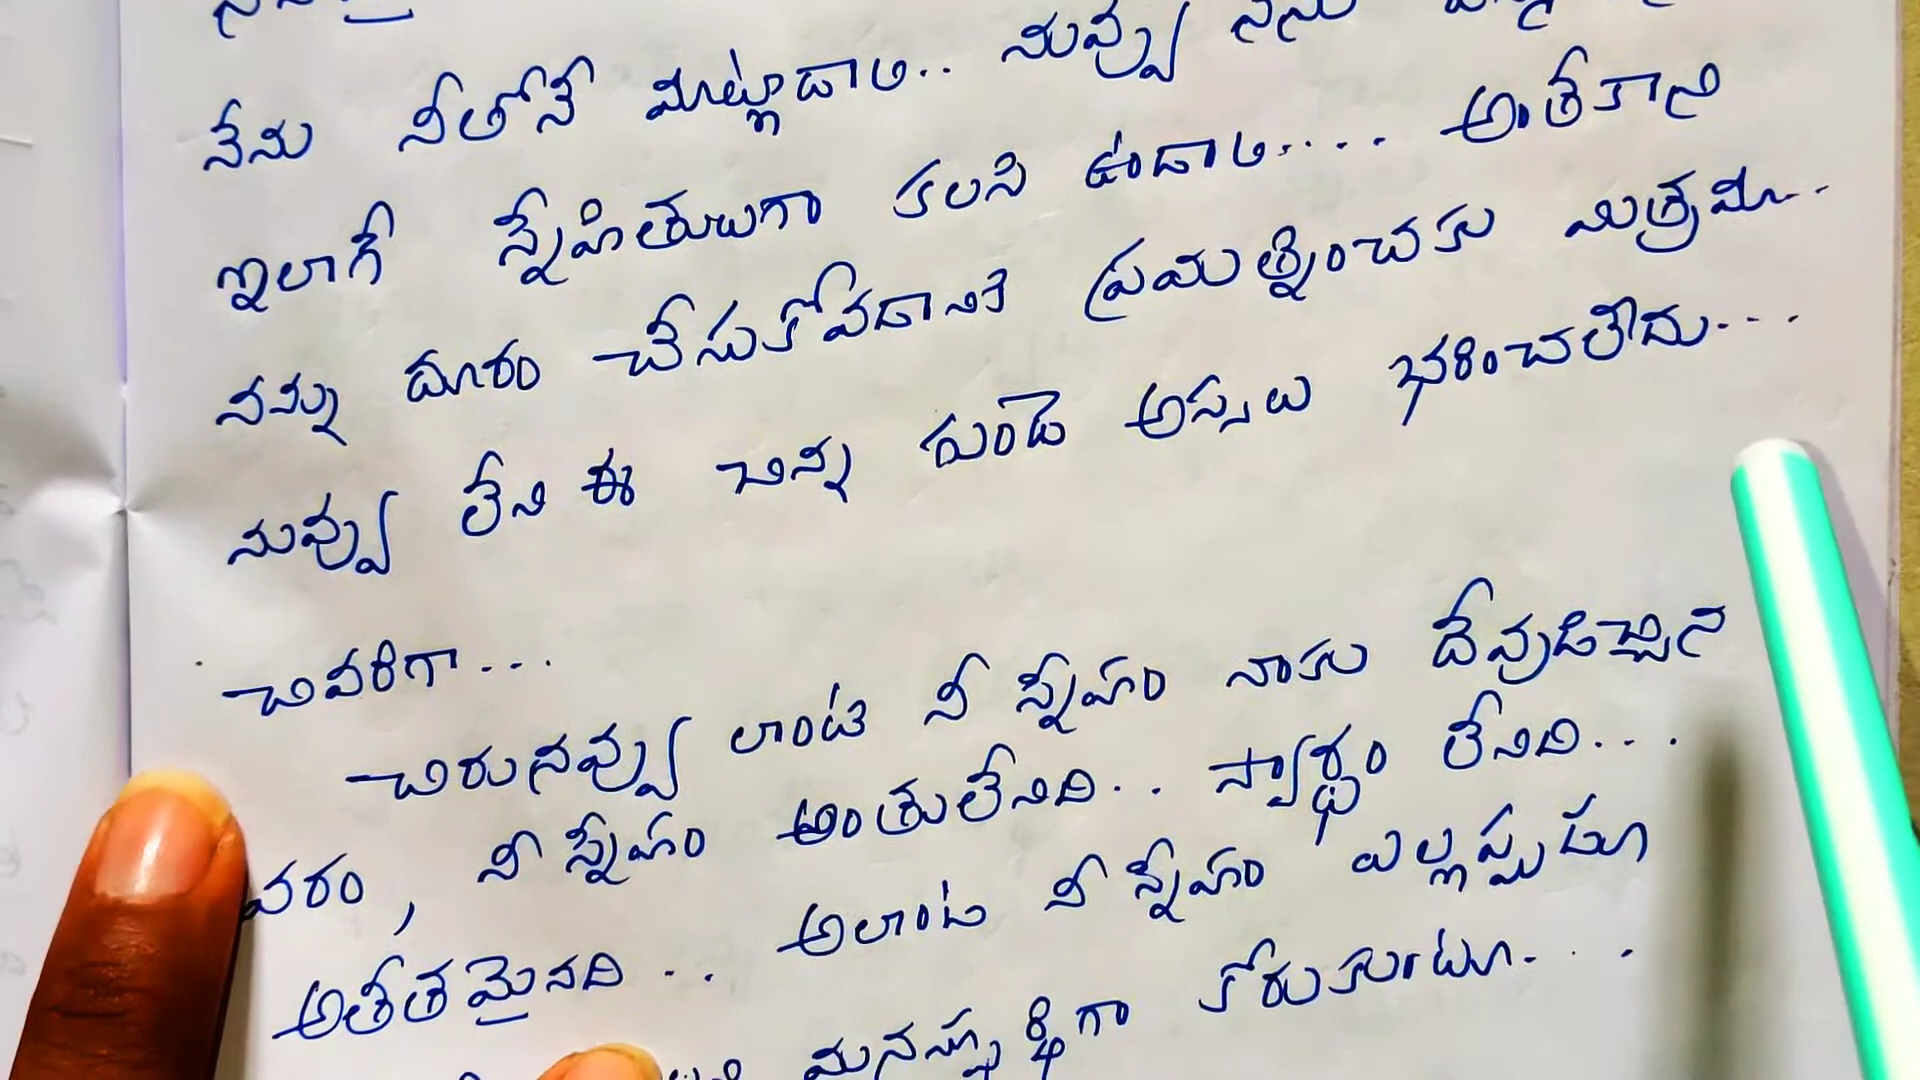 నేను నీతోనే మాట్లాడాలి.. నువ్వు నేను
ఇలాగే స్నేహితులుగా కలసి ఉండాలి.... అంతేకాని
నన్ను దూరం చేసుకోవడానికి ప్రయత్నించకు మిత్రమా..
నువ్వు లేని ఈ చిన్న గుండె అస్సలు భరించలేదు...
చివరిగా...
చిరునవ్వు లాంటి నీ స్నేహం నాకు దేవుడిచ్చిన
వరం, నీ స్నేహం అంతులేనిది.. స్వార్థం లేనిది...
అతీతమైనది .. అలాంటి నీ స్నేహం ఎల్లప్పుడూ
మనస్ఫూర్తిగా కోరుకుంటూ...